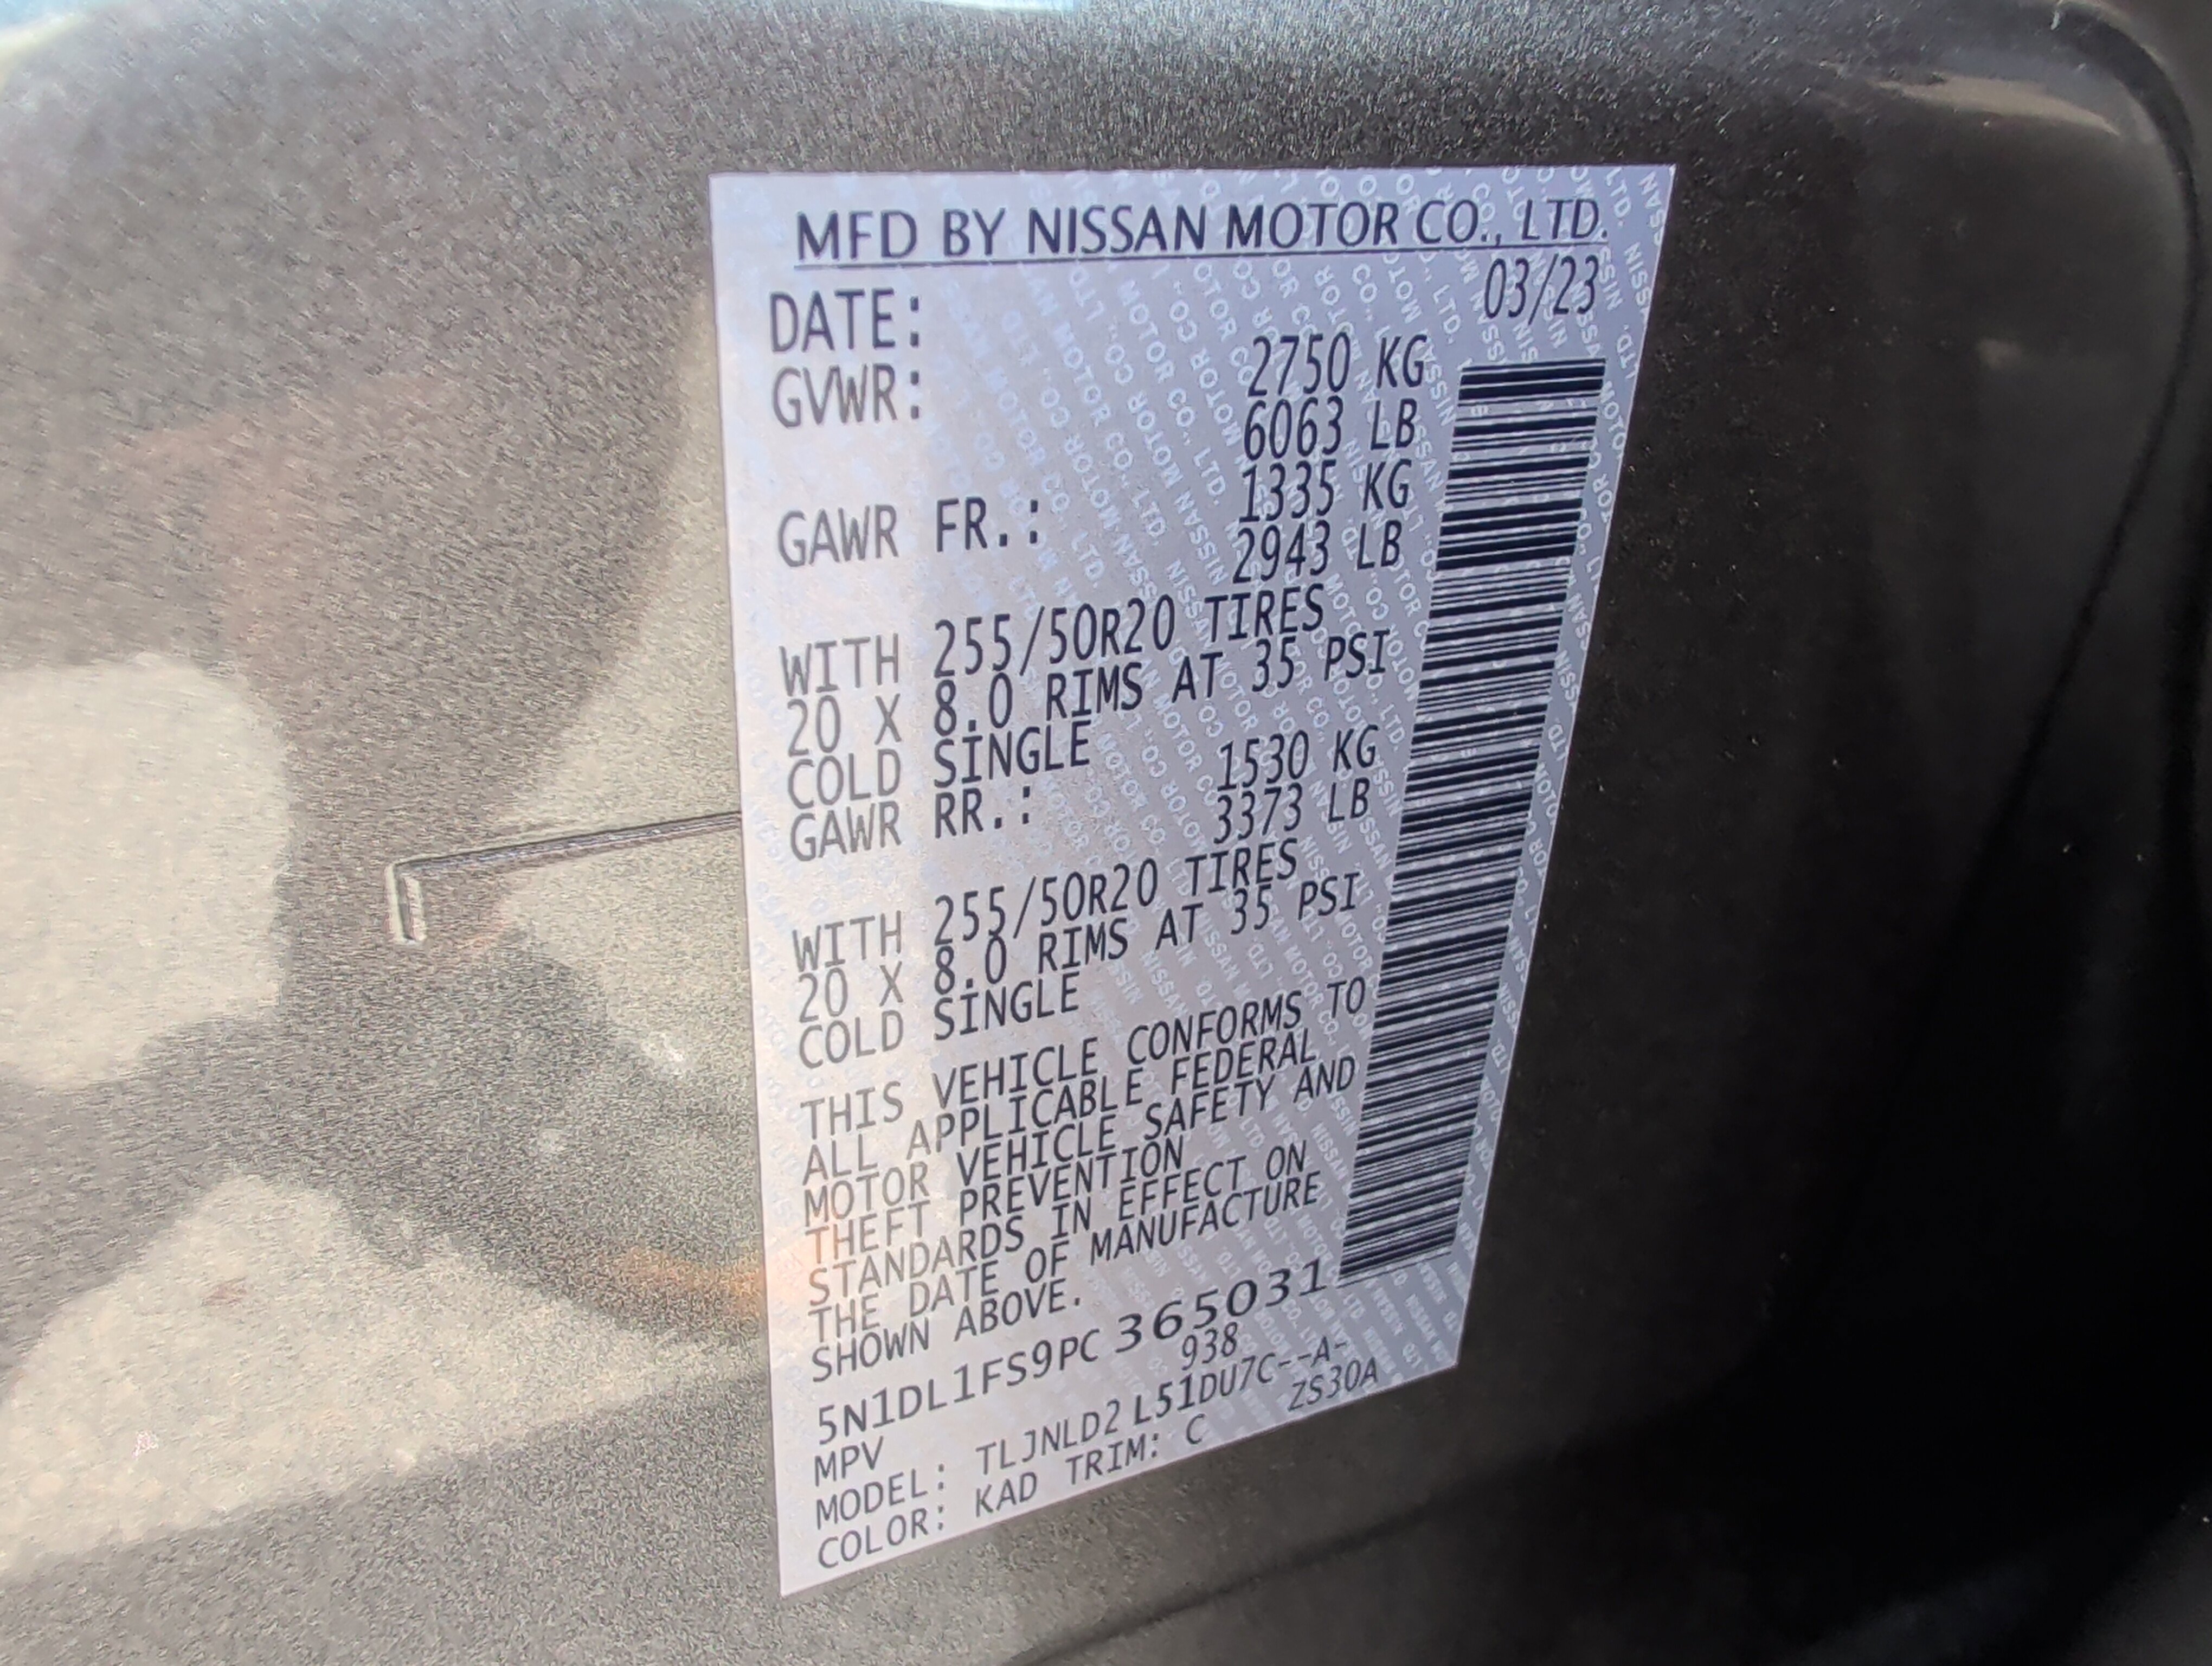 MFD BY NISSAN MOTOR CO., LTD.
DATE: 03/23
GVWR: 2750 KG
6063 LB
GAWR FR.: 1335 KG
2943 LB
WITH 255/50R20 TIRES
20 X 8.0 RIMS AT 35 PSI
COLD SINGLE
GAWR RR.: 1530 KG
3373 LB
WITH 255/50R20 TIRES
20 X 8.0 RIMS AT 35 PSI
COLD SINGLE
THIS VEHICLE CONFORMS TO
ALL APPLICABLE FEDERAL
MOTOR VEHICLE SAFETY AND
THEFT PREVENTION
STANDARDS IN EFFECT ON
THE DATE OF MANUFACTURE
SHOWN ABOVE.
5N1DL1FS9PC 365031
MPV 938
MODEL: TLJNLD2 L51DU7C--A-
COLOR: KAD TRIM: C ZS30A